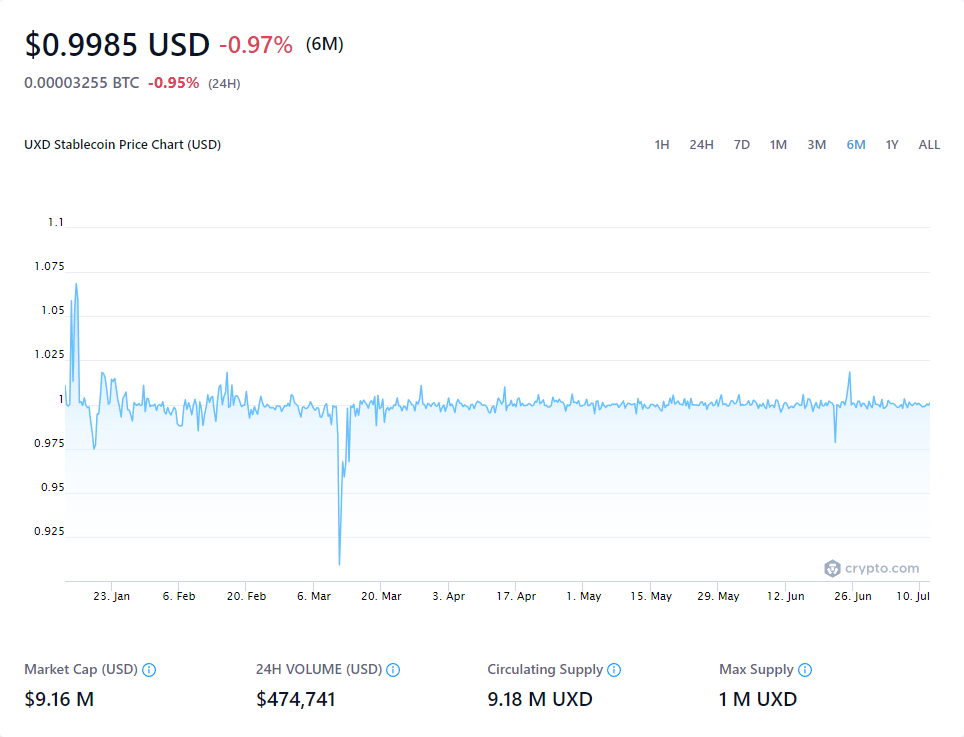 $0.9985 USD -0.97% (6M)
0.00003255 BTC -0.95% (24H)
UXD Stablecoin Price Chart (USD) 1H 24H 7D 1M 3M 6M 1Y ALL
1.1
1.075
1.05
1.025
1
0.975
0.95
0.925
crypto.com
23. Jan 6. Feb 20. Feb 6. Mar 20. Mar 3. Apr 17. Apr 1. May 15. May 29. May 12. Jun 26. Jun 10. Jul
Market Cap (USD) 24H VOLUME (USD) Circulating Supply Max Supply
$9.16 M $474,741 9.18 M UXD 1 M UXD